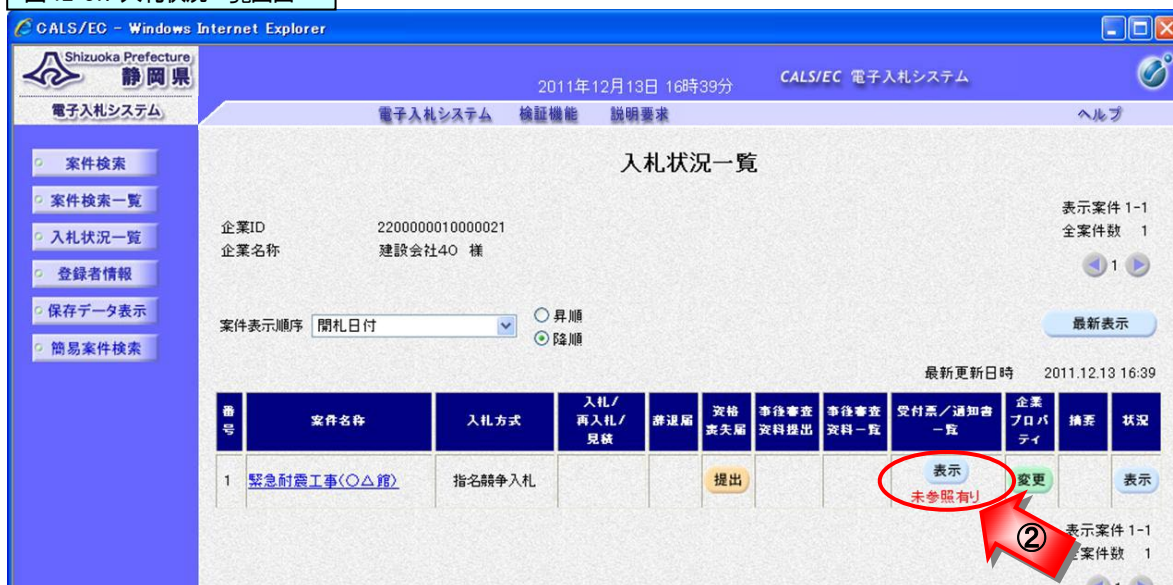 CALS/EC - Windows Internet Explorer
Shizuoka Prefecture
静岡県
電子入札システム
2011年12月13日 16時39分
CALS/EC 電子入札システム
電子入札システム 検証機能 説明要求 ヘルプ
案件検索
案件検索一覧
入札状況一覧
登録者情報
保存データ表示
簡易案件検索
入札状況一覧
企業ID 2200000010000021
企業名称 建設会社40 様
表示案件 1-1
全案件数 1
1
案件表示順序 開札日付
昇順
降順
最新表示
最新更新日時 2011.12.13 16:39
番号 案件名称 入札方式 入札/再入札/見積 辞退届 資格喪失届 事後審査資料提出 事後審査資料一覧 受付票/通知書一覧 企業プロパティ 摘要 状況
1 緊急耐震工事(〇△館) 指名競争入札 提出 表示 変更 表示
未参照有り
②
表示案件 1-1
全案件数 1